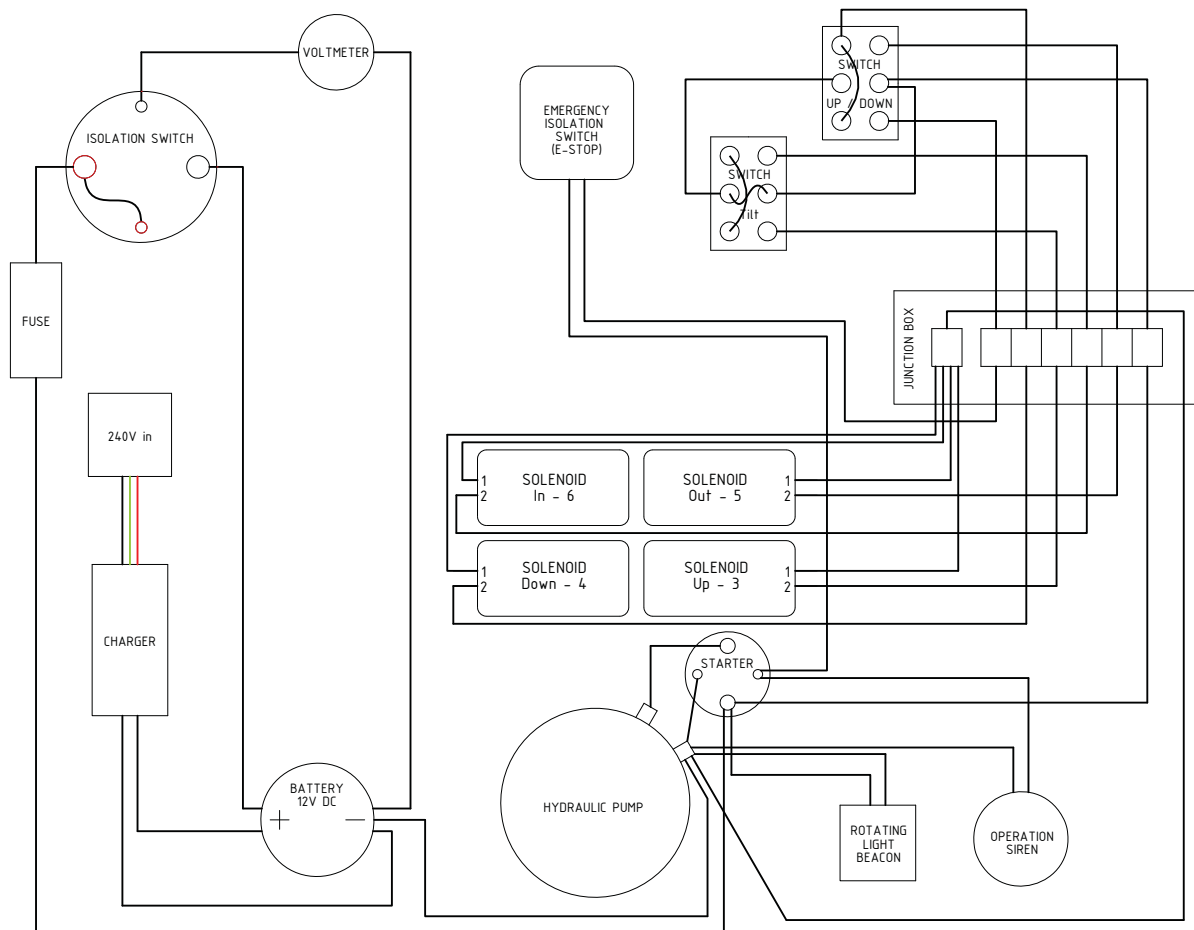 VOLTMETER
ISOLATION SWITCH
EMERGENCY
ISOLATION
SWITCH
(E-STOP)
SWITCH
UP / DOWN
SWITCH
Tilt
FUSE
JUNCTION BOX
240V in
SOLENOID
In - 6
1
2
SOLENOID
Out - 5
1
2
SOLENOID
Down - 4
1
2
SOLENOID
Up - 3
1
2
CHARGER
STARTER
BATTERY
12V DC
+
−
HYDRAULIC PUMP
ROTATING
LIGHT
BEACON
OPERATION
SIREN